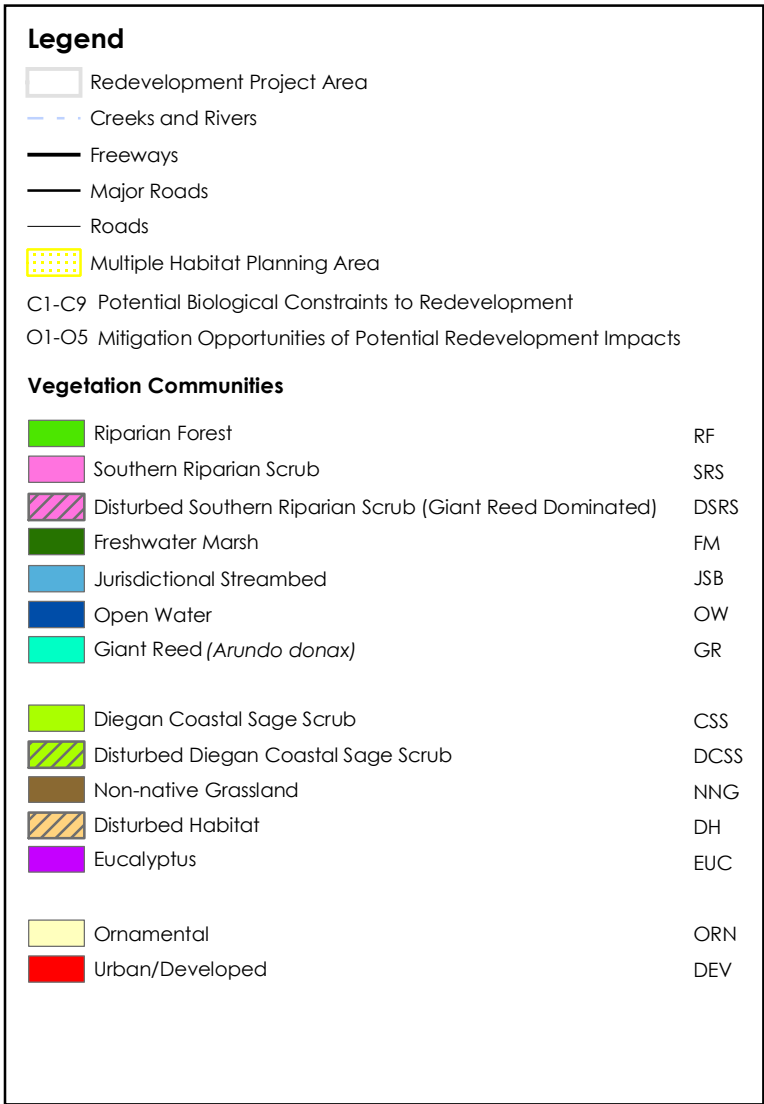 Legend
Redevelopment Project Area
Creeks and Rivers
Freeways
Major Roads
Roads
Multiple Habitat Planning Area
C1-C9 Potential Biological Constraints to Redevelopment
O1-O5 Mitigation Opportunities of Potential Redevelopment Impacts
Vegetation Communities
Riparian Forest RF
Southern Riparian Scrub SRS
Disturbed Southern Riparian Scrub (Giant Reed Dominated) DSRS
Freshwater Marsh FM
Jurisdictional Streambed JSB
Open Water OW
Giant Reed (Arundo donax) GR
Diegan Coastal Sage Scrub CSS
Disturbed Diegan Coastal Sage Scrub DCSS
Non-native Grassland NNG
Disturbed Habitat DH
Eucalyptus EUC
Ornamental ORN
Urban/Developed DEV